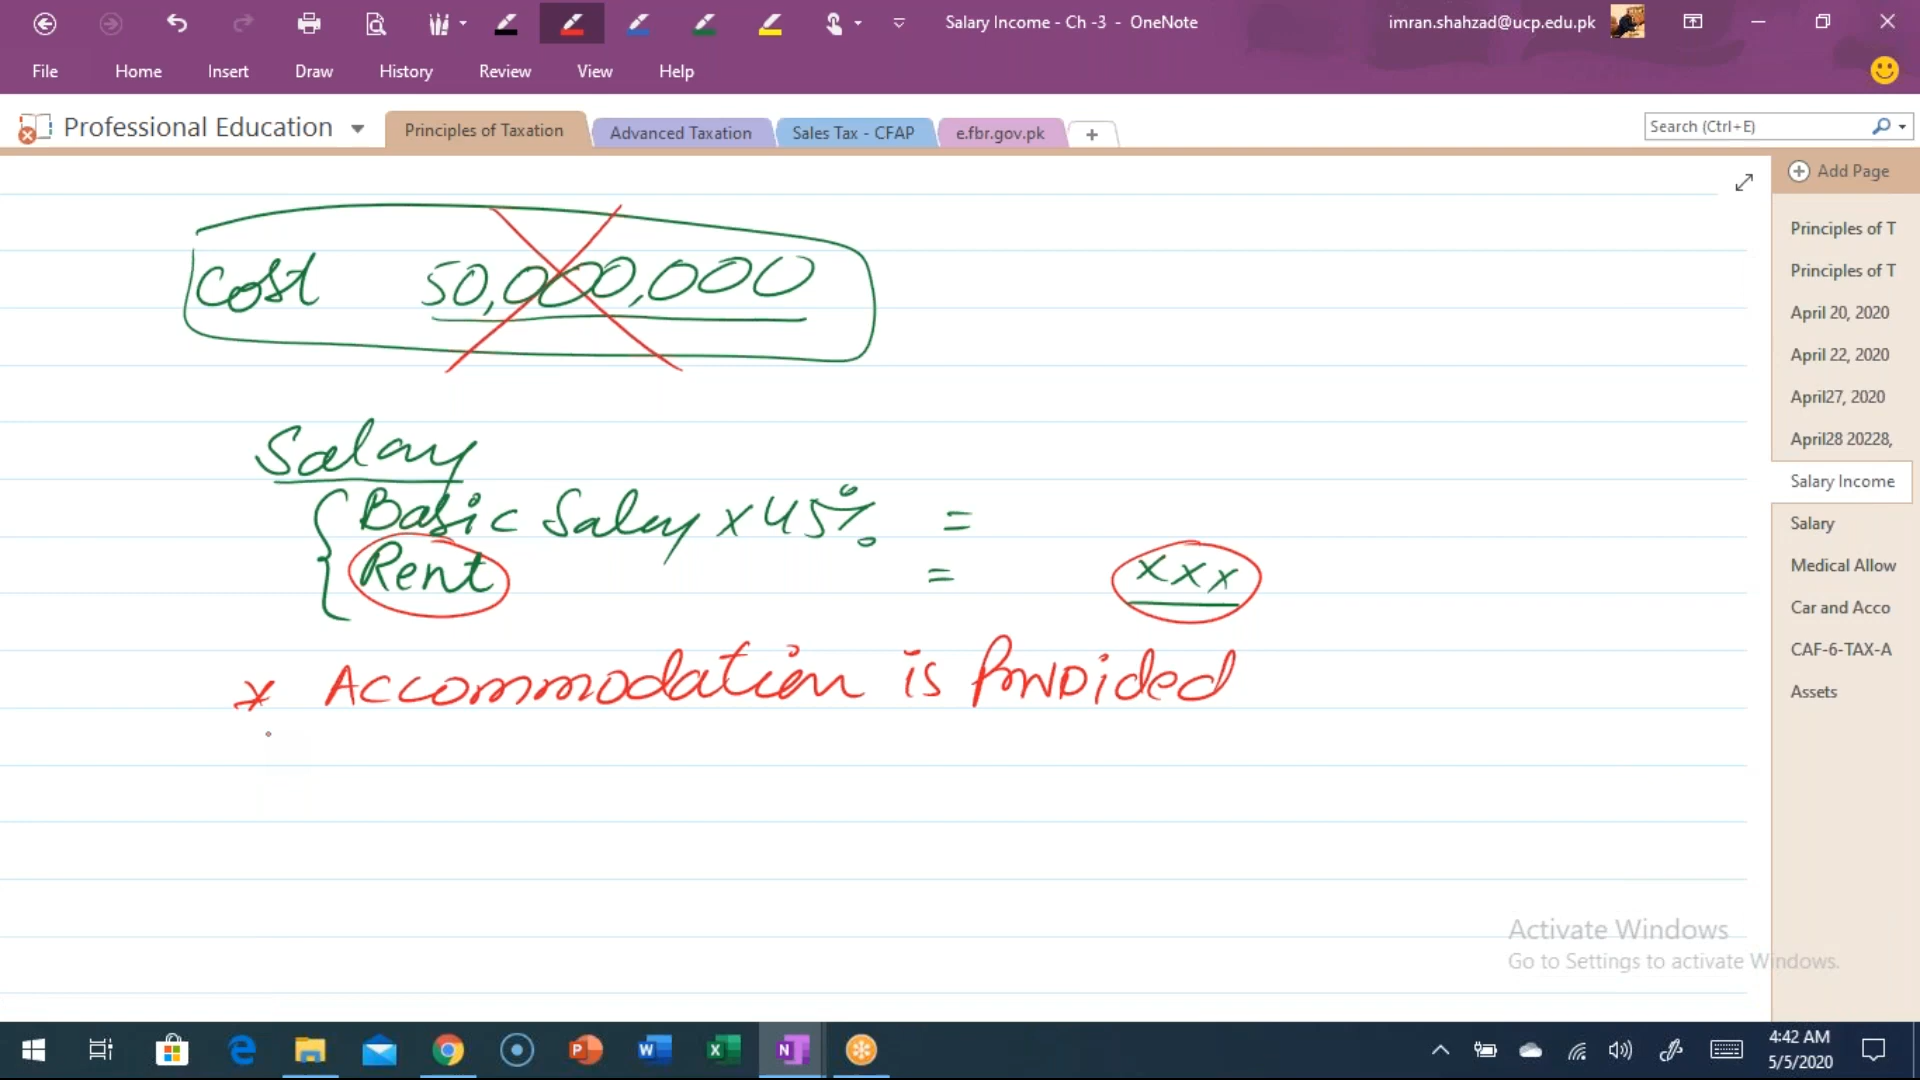 Salary Income - Ch -3 - OneNote
imran.shahzad@ucp.edu.pk
File Home Insert Draw History Review View Help
Professional Education
Principles of Taxation
Advanced Taxation
Sales Tax - CFAP
e.fbr.gov.pk
Search (Ctrl+E)
Add Page
Principles of T
Principles of T
April 20, 2020
April 22, 2020
April27, 2020
April28 20228,
Salary Income
Salary
Medical Allow
Car and Acco
CAF-6-TAX-A
Assets
Cost 50,000,000
Salary
Basic Salary x 45% =
Rent = xxx
* Accommodation is Provided
Activate Windows
Go to Settings to activate Windows.
4:42 AM
5/5/2020